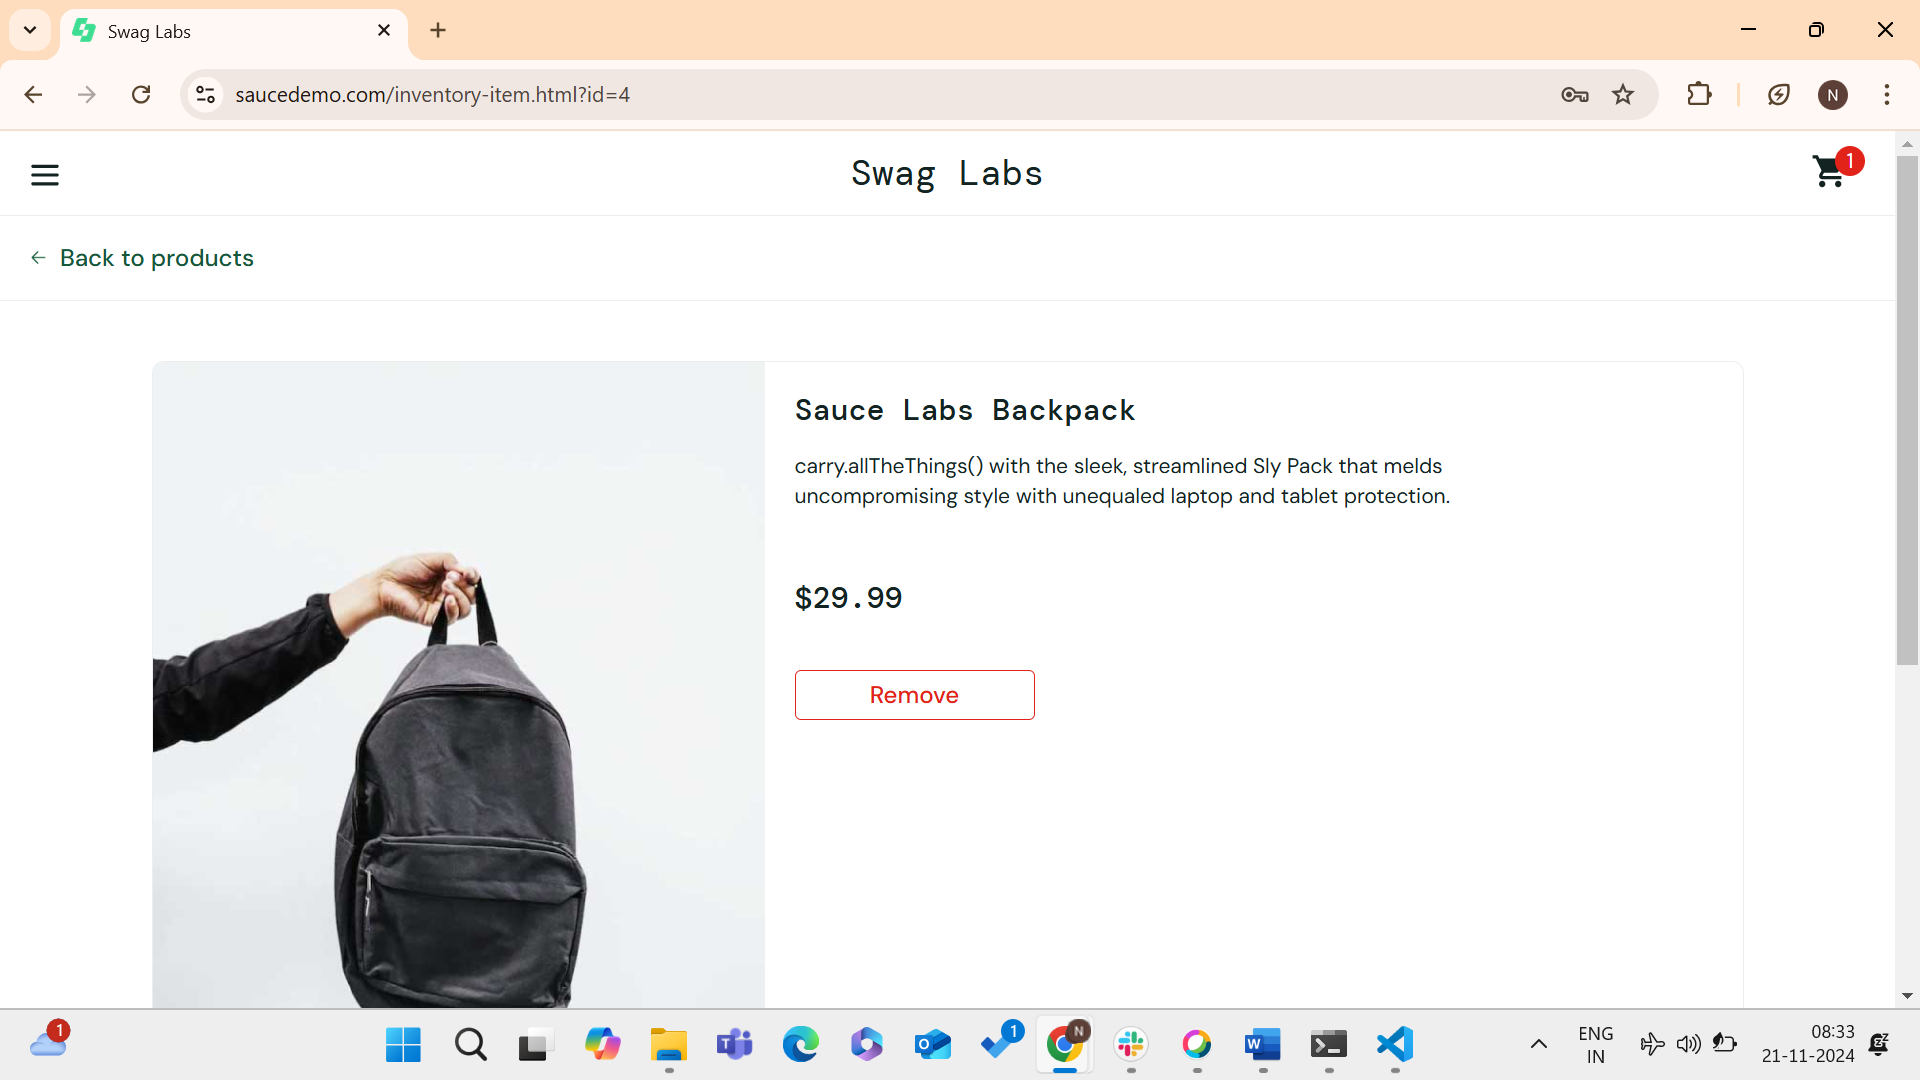 Swag Labs
saucedemo.com/inventory-item.html?id=4
N
Swag Labs
1
Back to products
Sauce Labs Backpack
carry.allTheThings() with the sleek, streamlined Sly Pack that melds
uncompromising style with unequaled laptop and tablet protection.
$29.99
Remove
1
1
N
ENG
IN
08:33
21-11-2024